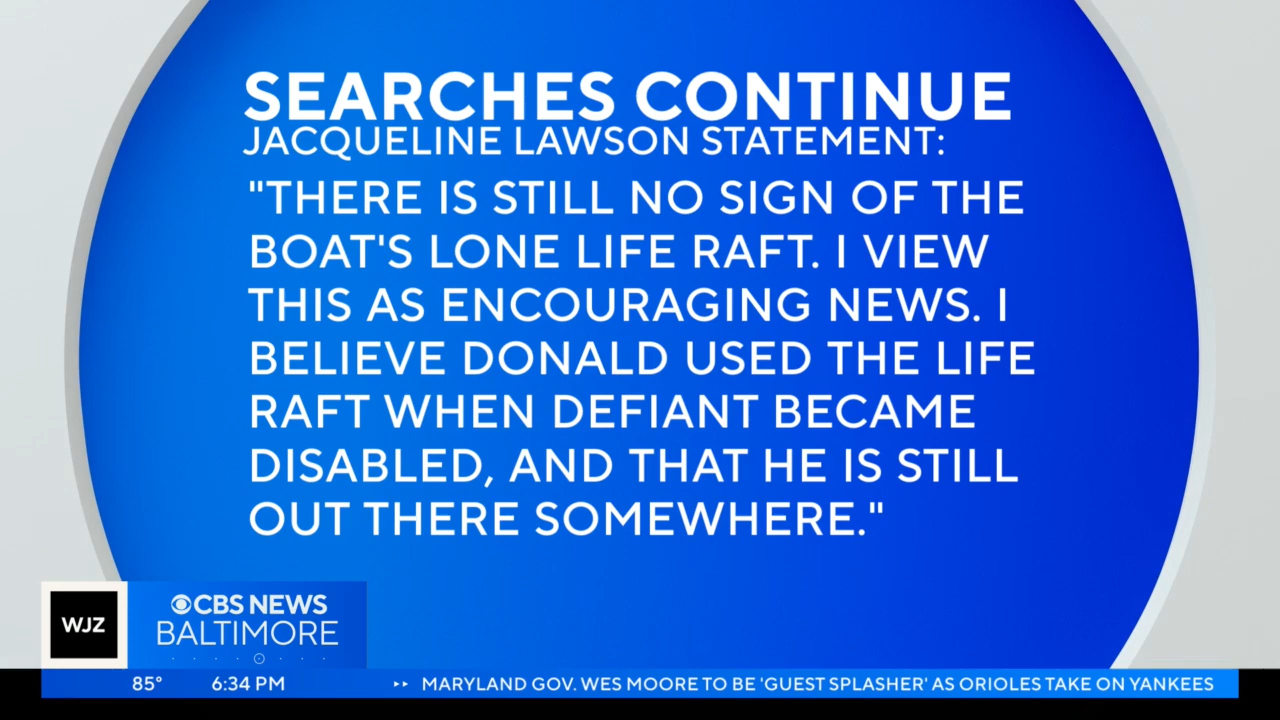 SEARCHES CONTINUE
JACQUELINE LAWSON STATEMENT:
"THERE IS STILL NO SIGN OF THE
BOAT'S LONE LIFE RAFT. I VIEW
THIS AS ENCOURAGING NEWS. I
BELIEVE DONALD USED THE LIFE
RAFT WHEN DEFIANT BECAME
DISABLED, AND THAT HE IS STILL
OUT THERE SOMEWHERE."
WJZ
CBS NEWS
BALTIMORE
85° 6:34 PM MARYLAND GOV. WES MOORE TO BE 'GUEST SPLASHER' AS ORIOLES TAKE ON YANKEES